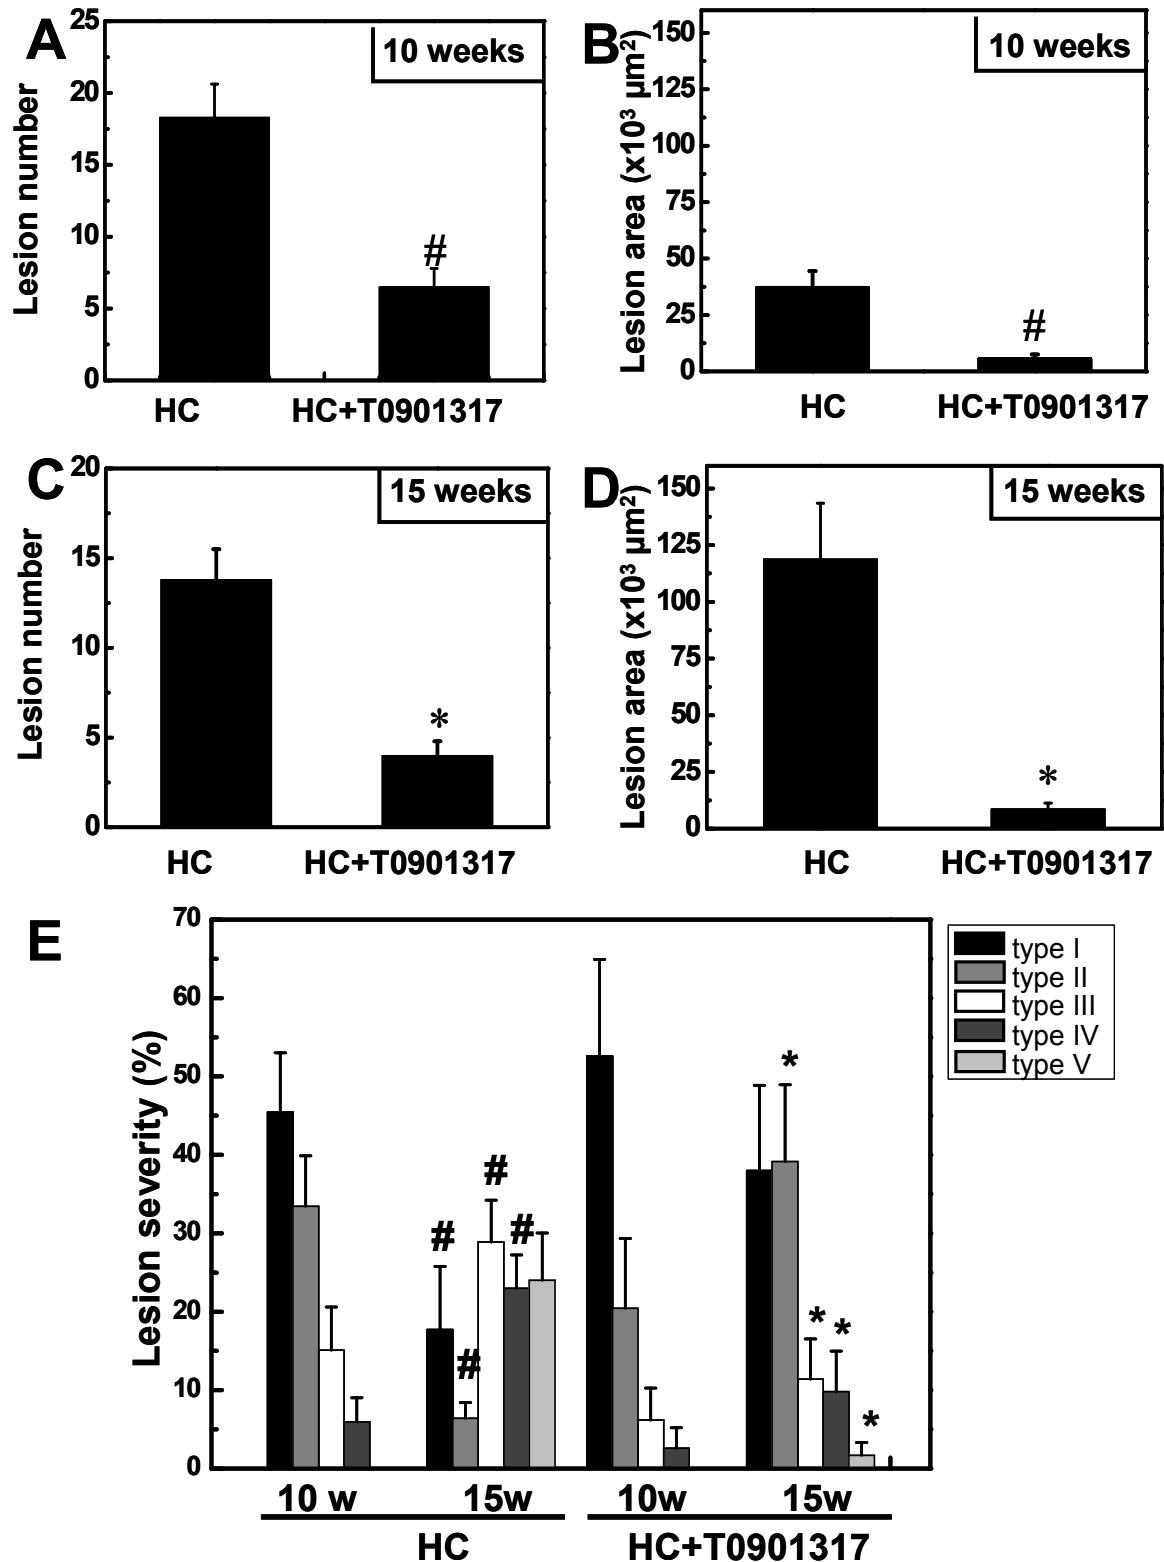 A
10 weeks
Lesion number
25
20
15
10
5
0
#
HC HC+T0901317
B
10 weeks
Lesion area (x10³ µm²)
150
125
100
75
50
25
0
#
HC HC+T0901317
C
15 weeks
Lesion number
20
15
10
5
0
*
HC HC+T0901317
D
15 weeks
Lesion area (x10³ µm²)
150
125
100
75
50
25
0
*
HC HC+T0901317
E
Lesion severity (%)
70
60
50
40
30
20
10
0
# # # #
* * * *
type I
type II
type III
type IV
type V
10 w 15w 10w 15w
HC HC+T0901317